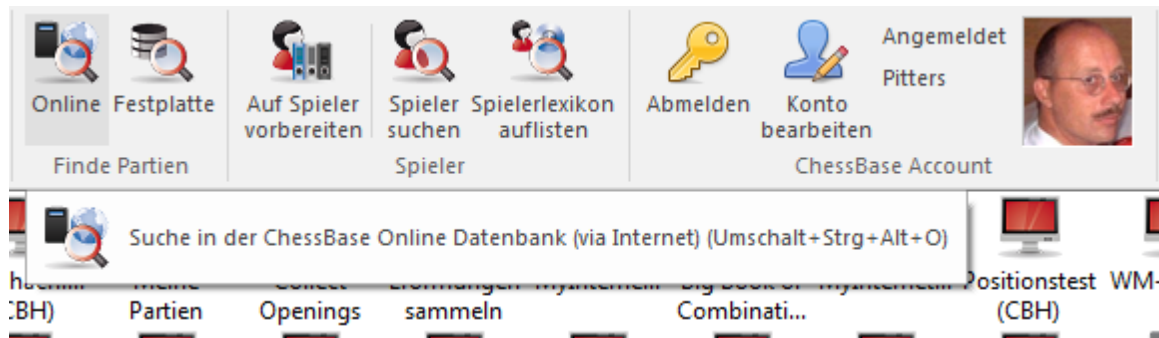 Online
Festplatte
Auf Spieler
vorbereiten
Spieler
suchen
Spielerlexikon
auflisten
Abmelden
Konto
bearbeiten
Angemeldet
Pitters
Finde Partien
Spieler
ChessBase Account
Suche in der ChessBase Online Datenbank (via Internet) (Umschalt+Strg+Alt+O)
Positionstest
(CBH)
WM-
Partien
Openings
sammeln
Combinati...